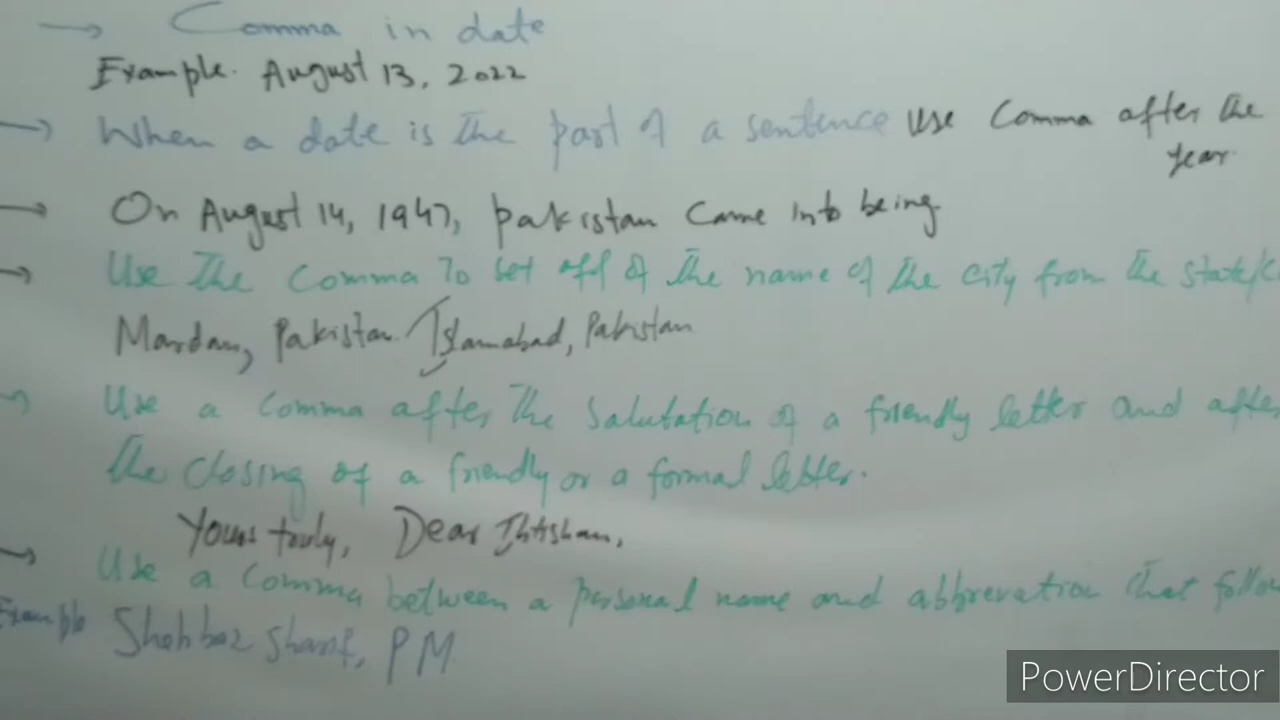 → Comma in date
Example. August 13, 2022
→ When a date is the part of a sentence use Comma after the
year.
→ On August 14, 1947, Pakistan Came into being
→ Use The Comma To set off of the name of the city from the state/C
Mardan, Pakistan. / Islamabad, Pakistan
→ Use a Comma after The Salutation of a friendly letter and after
the closing of a friendly or a formal letter.
Yours truly, Dear Ihtsham,
→ Use a Comma between a personal name and abbrevation that follow
Example Shehbaz Sharif, PM
PowerDirector